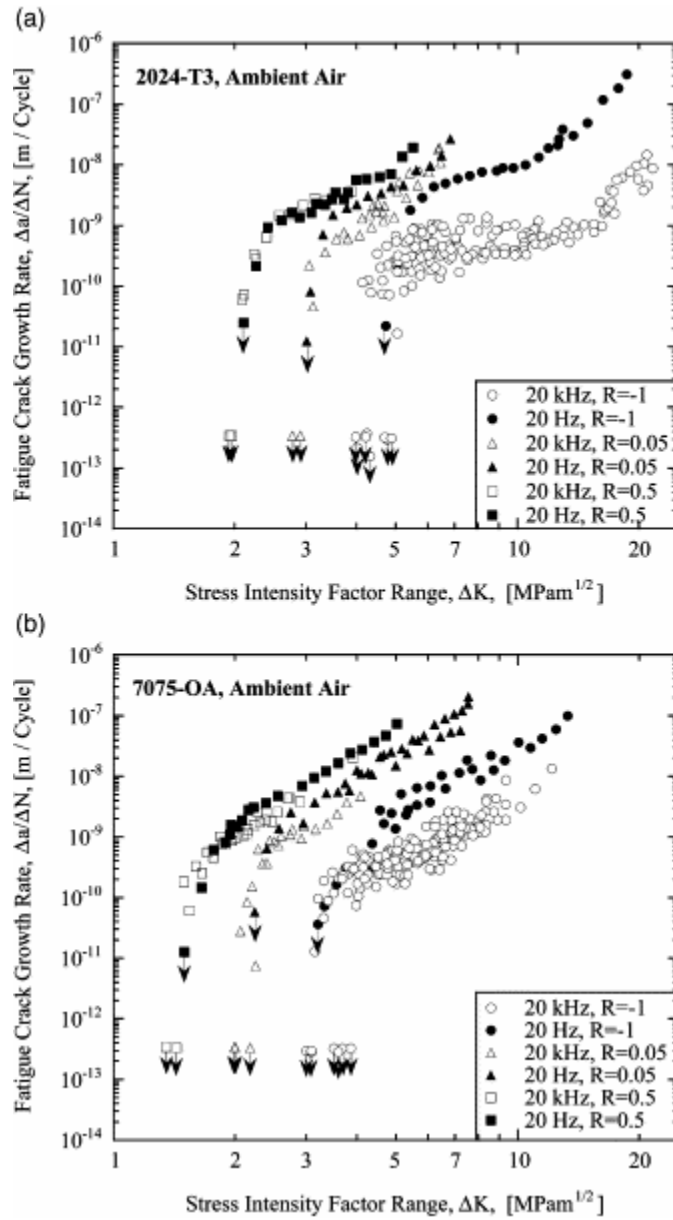 (a)
10⁻⁶
2024-T3, Ambient Air
10⁻⁷
10⁻⁸
10⁻⁹
10⁻¹⁰
10⁻¹¹
10⁻¹²
10⁻¹³
10⁻¹⁴
Fatigue Crack Growth Rate, Δa/ΔN, [m / Cycle]
20 kHz, R=-1
20 Hz, R=-1
20 kHz, R=0.05
20 Hz, R=0.05
20 kHz, R=0.5
20 Hz, R=0.5
1 2 3 5 7 10 20
Stress Intensity Factor Range, ΔK, [MPam¹/²]
(b)
10⁻⁶
7075-OA, Ambient Air
10⁻⁷
10⁻⁸
10⁻⁹
10⁻¹⁰
10⁻¹¹
10⁻¹²
10⁻¹³
10⁻¹⁴
Fatigue Crack Growth Rate, Δa/ΔN, [m / Cycle]
20 kHz, R=-1
20 Hz, R=-1
20 kHz, R=0.05
20 Hz, R=0.05
20 kHz, R=0.5
20 Hz, R=0.5
1 2 3 5 7 10 20
Stress Intensity Factor Range, ΔK, [MPam¹/²]